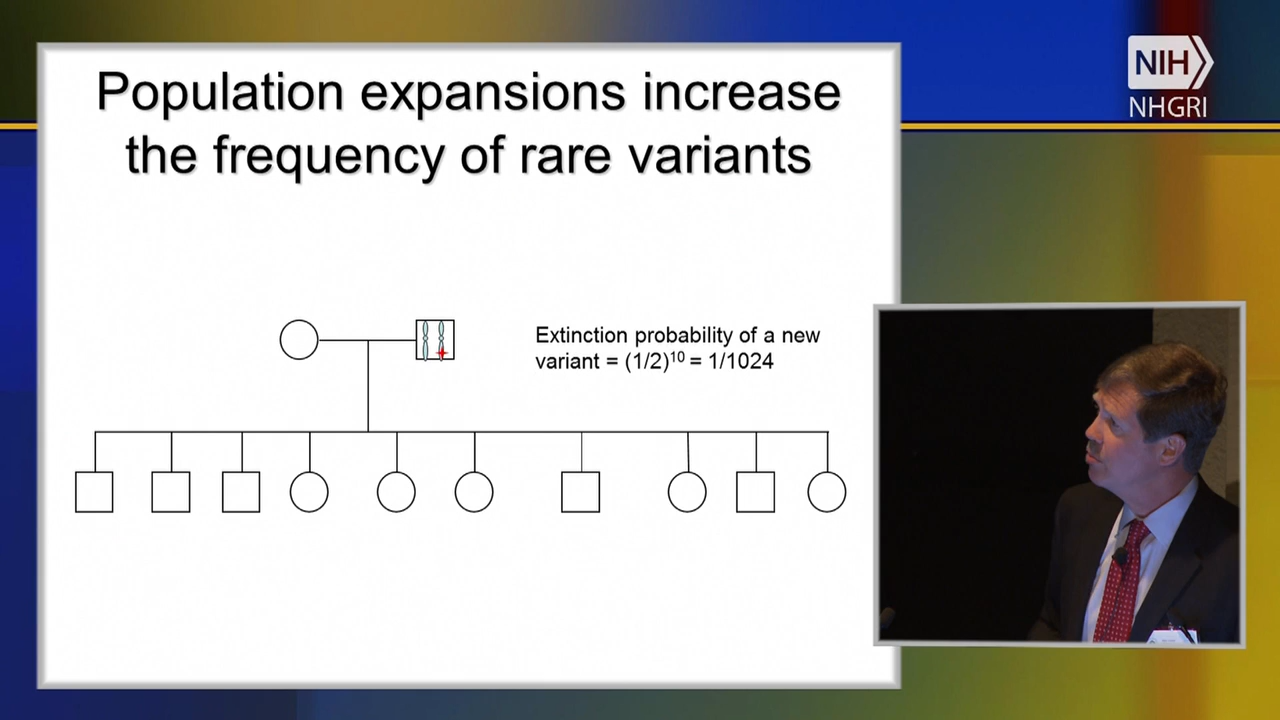 Population expansions increase
the frequency of rare variants
Extinction probability of a new
variant = (1/2)¹⁰ = 1/1024
NIH
NHGRI